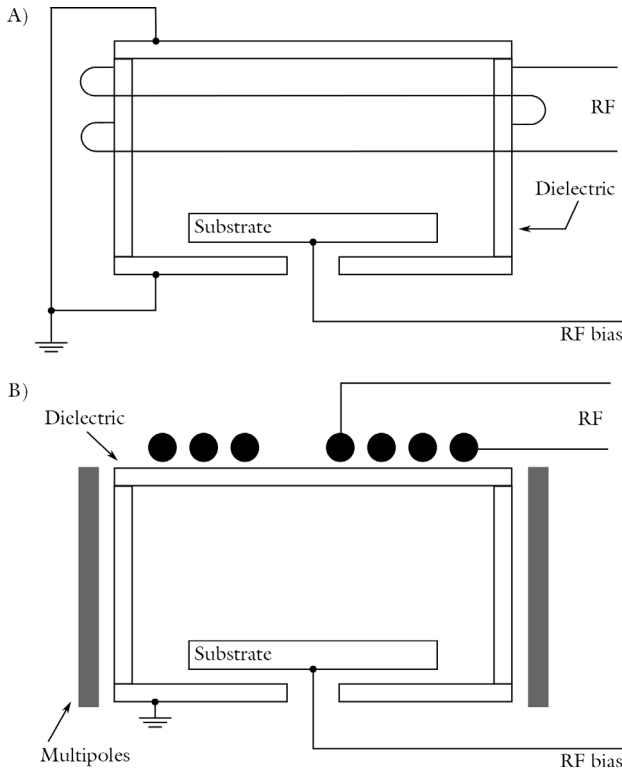 A)
RF
Dielectric
Substrate
RF bias
B)
Dielectric
RF
Substrate
Multipoles
RF bias